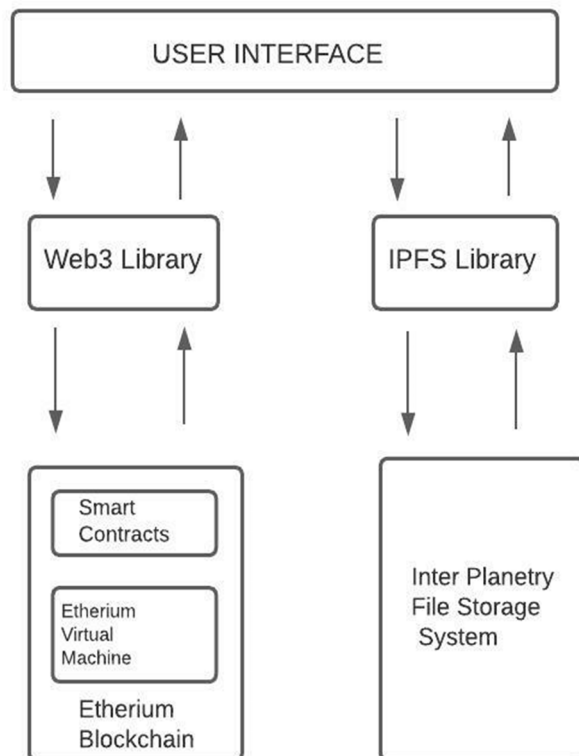 USER INTERFACE
Web3 Library
IPFS Library
Smart
Contracts
Etherium
Virtual
Machine
Etherium
Blockchain
Inter Planetry
File Storage
System